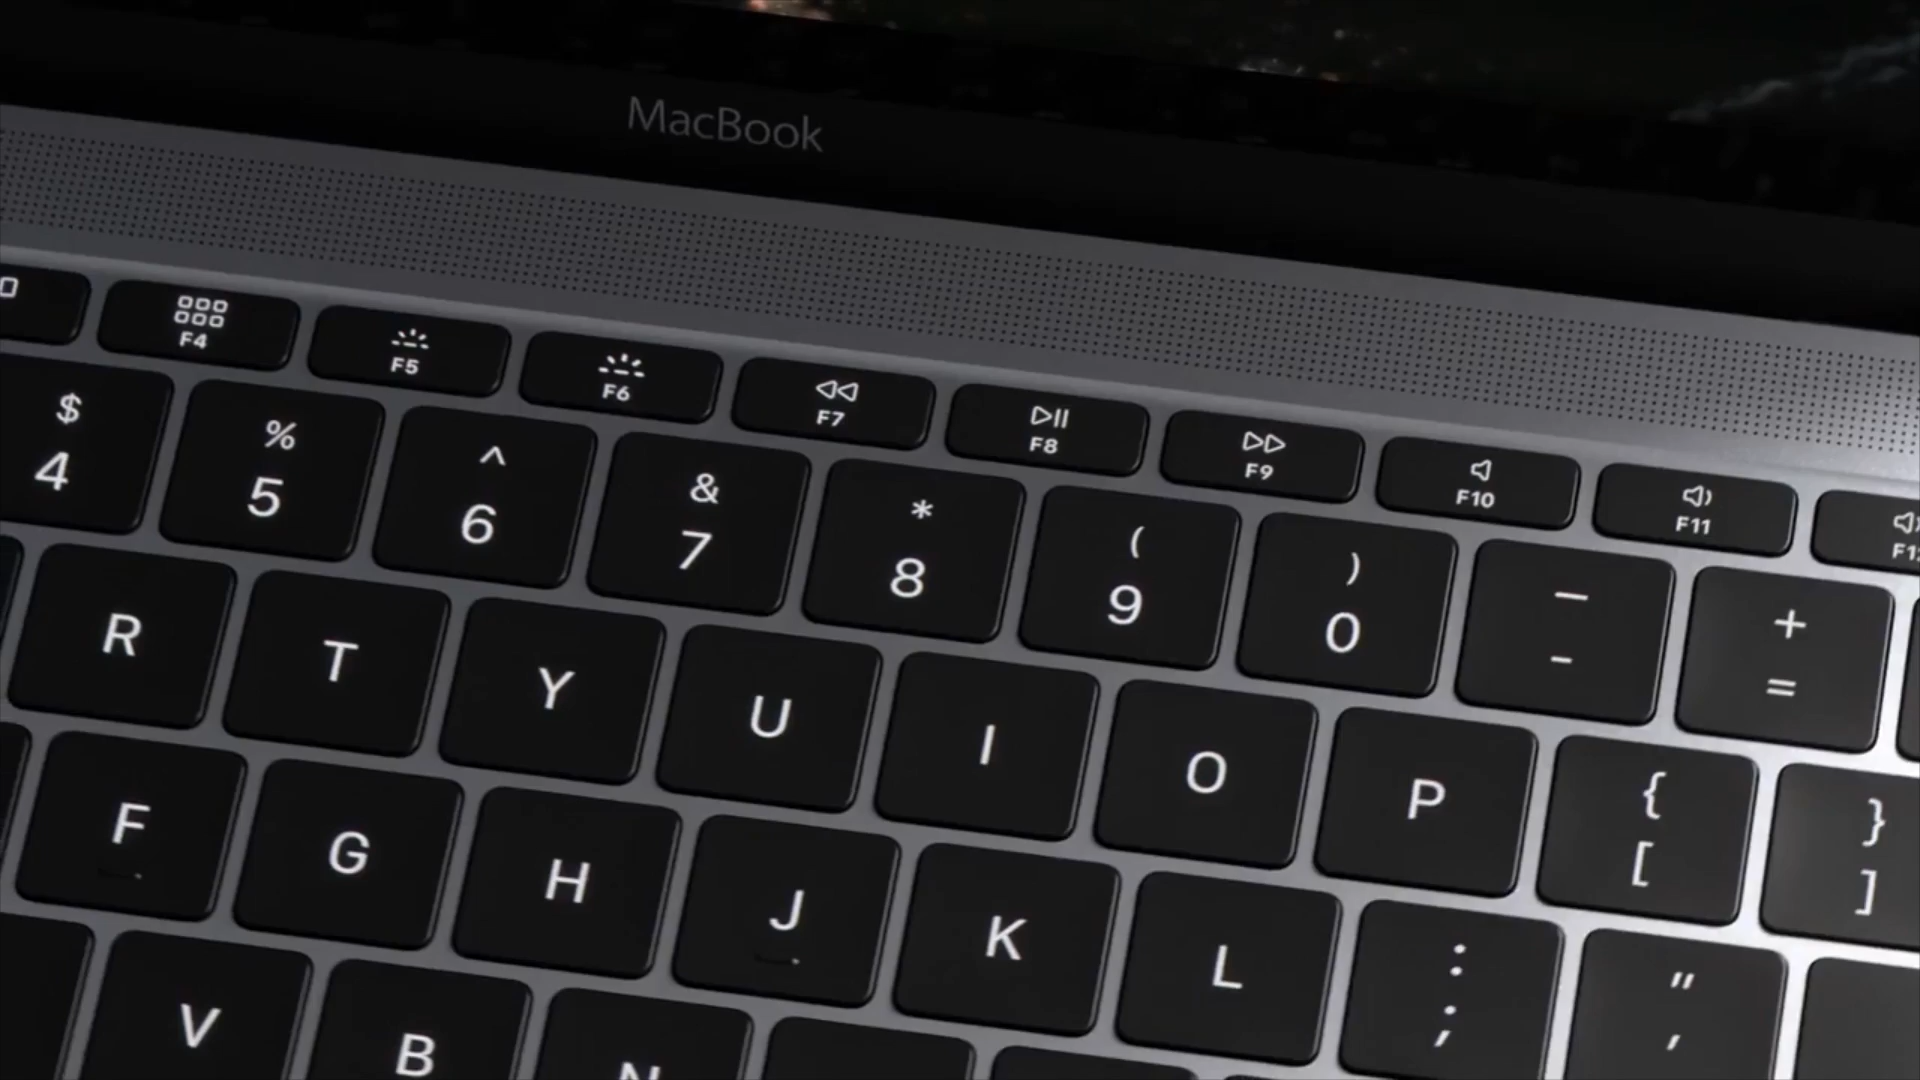 MacBook
F4 F5 F6 F7 F8 F9 F10 F11
$ % ^ & * ( ) _ +
4 5 6 7 8 9 0 - =
R T Y U I O P { }
[ ]
F G H J K L : "
; '
V B N